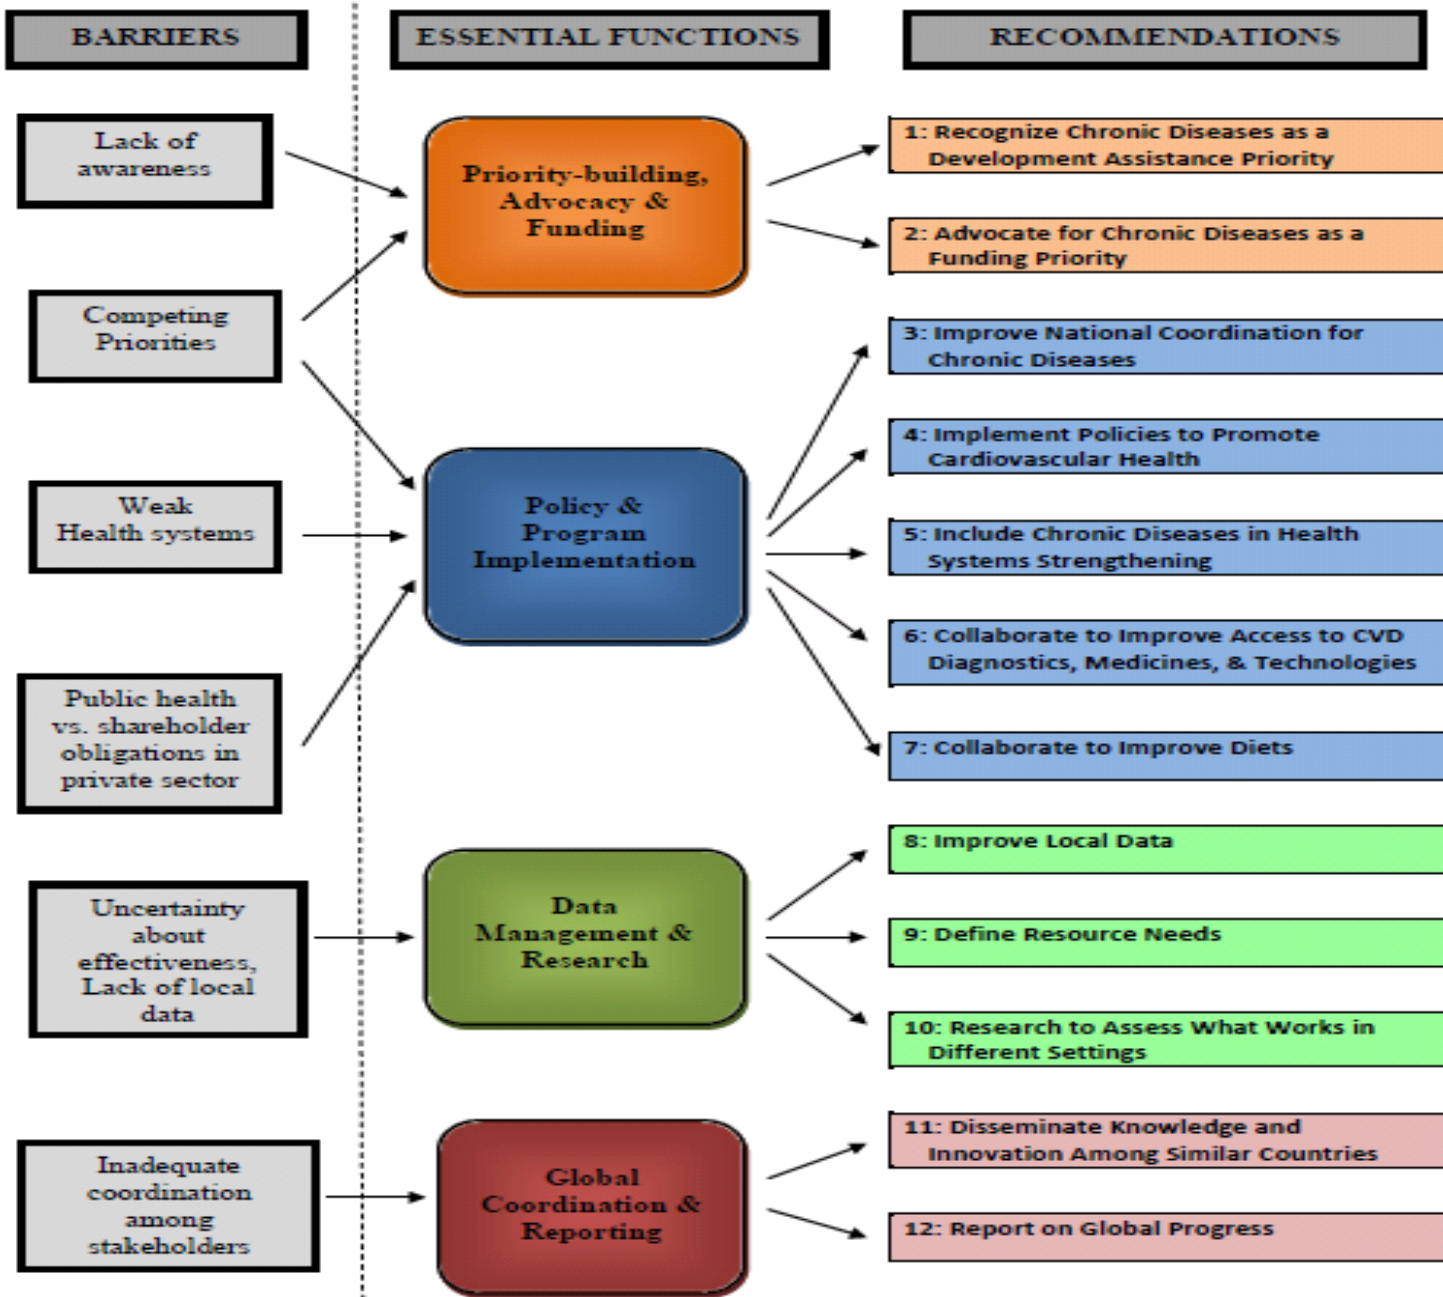 BARRIERS
ESSENTIAL FUNCTIONS
RECOMMENDATIONS
Lack of
awareness
Competing
Priorities
Weak
Health systems
Public health
vs. shareholder
obligations in
private sector
Uncertainty
about
effectiveness,
Lack of local
data
Inadequate
coordination
among
stakeholders
Priority-building,
Advocacy &
Funding
Policy &
Program
Implementation
Data
Management &
Research
Global
Coordination &
Reporting
1: Recognize Chronic Diseases as a
Development Assistance Priority
2: Advocate for Chronic Diseases as a
Funding Priority
3: Improve National Coordination for
Chronic Diseases
4: Implement Policies to Promote
Cardiovascular Health
5: Include Chronic Diseases in Health
Systems Strengthening
6: Collaborate to Improve Access to CVD
Diagnostics, Medicines, & Technologies
7: Collaborate to Improve Diets
8: Improve Local Data
9: Define Resource Needs
10: Research to Assess What Works in
Different Settings
11: Disseminate Knowledge and
Innovation Among Similar Countries
12: Report on Global Progress